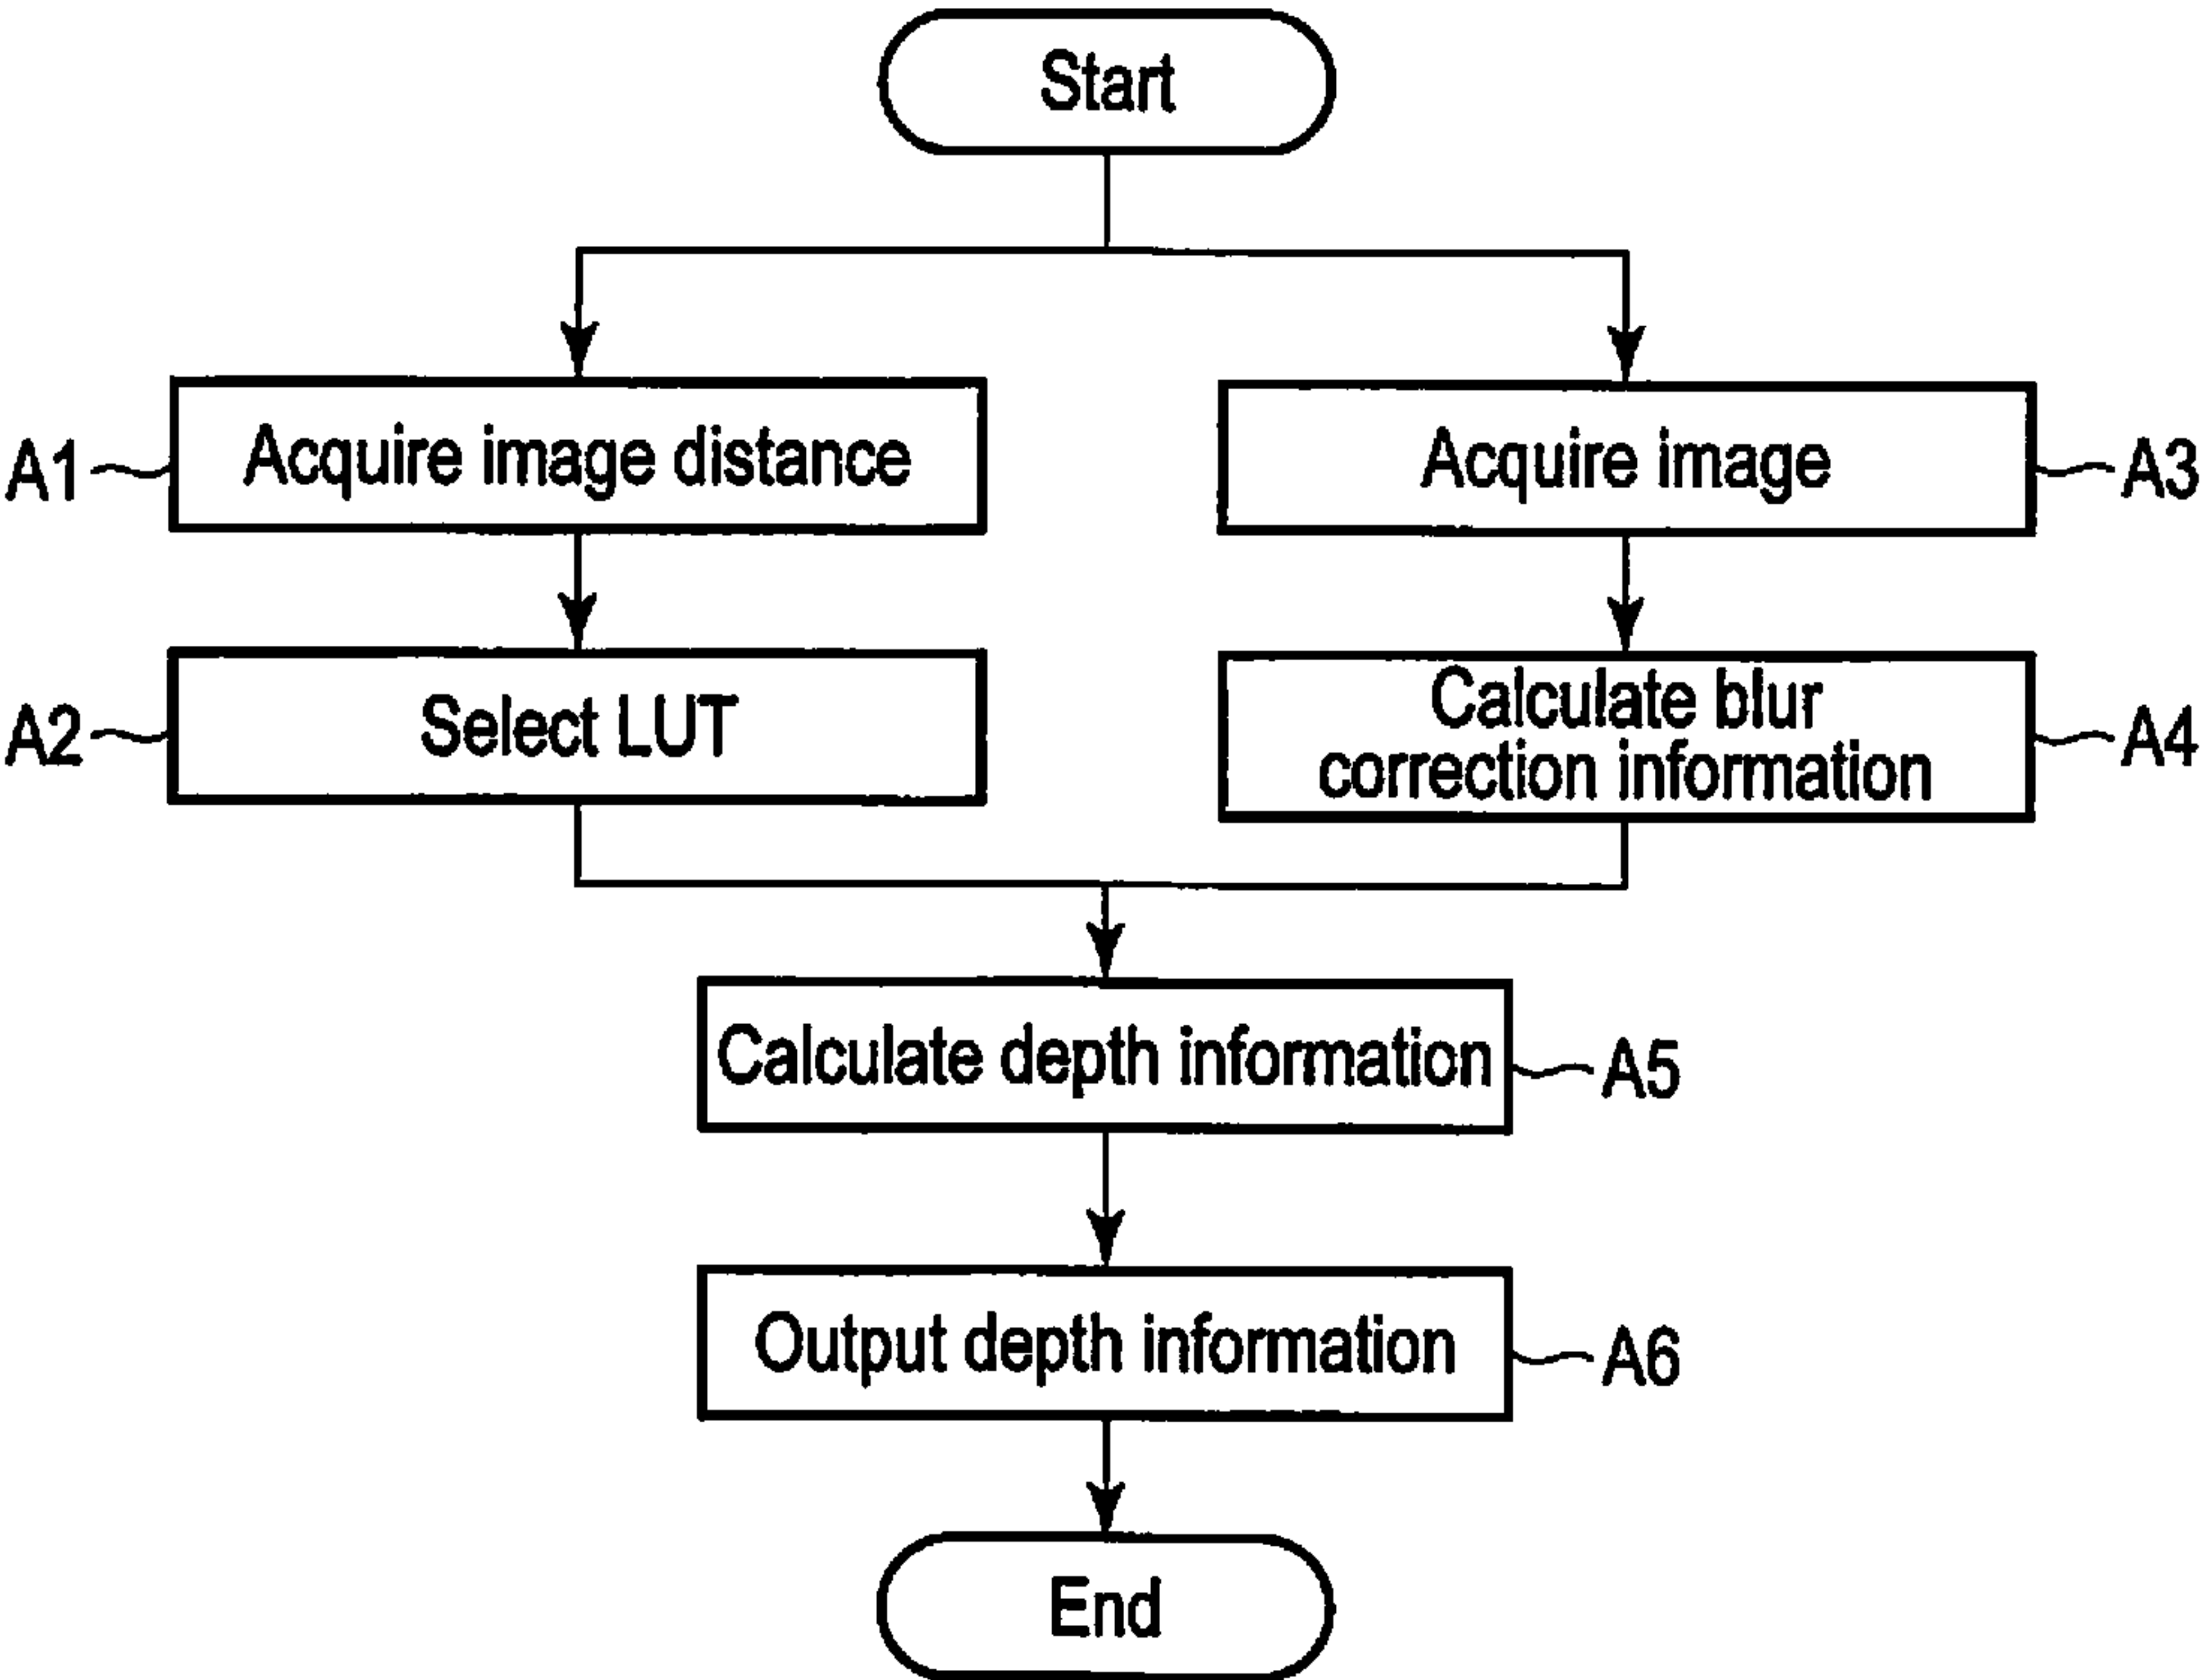 Start
A1
Acquire image distance
Acquire image
A3
A2
Select LUT
Calculate blur
correction information
A4
Calculate depth information
A5
Output depth information
A6
End